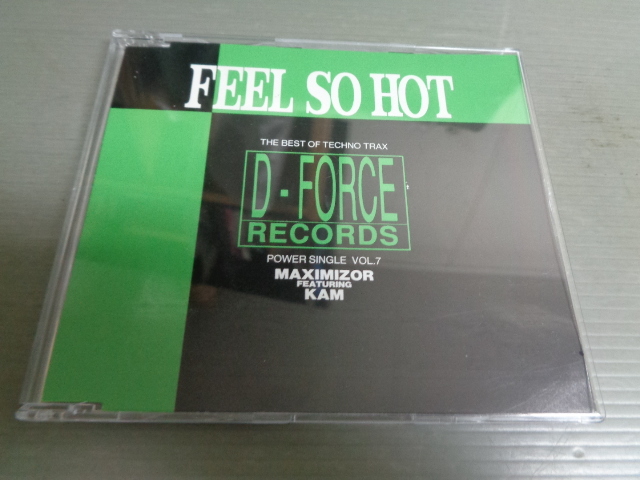 FEEL SO HOT
THE BEST OF TECHNO TRAX
D-FORCE
RECORDS
POWER SINGLE VOL.7
MAXIMIZOR
FEATURING
KAM